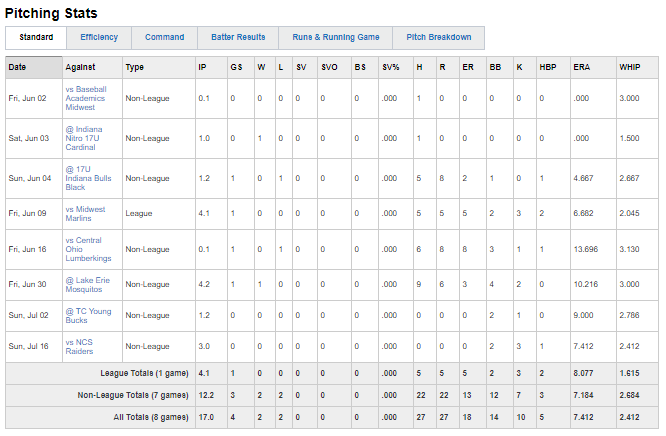 Pitching Stats
Standard Efficiency Command Batter Results Runs & Running Game Pitch Breakdown
Date Against Type IP GS W L SV SVO BS SV% H R ER BB K HBP ERA WHIP
Fri, Jun 02 vs Baseball Academics Midwest Non-League 0.1 0 0 0 0 0 0 .000 1 0 0 0 0 0 .000 3.000
Sat, Jun 03 @ Indiana Nitro 17U Cardinal Non-League 1.0 0 1 0 0 0 0 .000 1 0 0 0 0 0 .000 1.500
Sun, Jun 04 @ 17U Indiana Bulls Black Non-League 1.2 1 0 1 0 0 0 .000 5 8 2 1 0 1 4.667 2.667
Fri, Jun 09 vs Midwest Marlins League 4.1 1 0 0 0 0 0 .000 5 5 5 2 3 2 6.682 2.045
Fri, Jun 16 vs Central Ohio Lumberkings Non-League 0.1 1 0 1 0 0 0 .000 6 8 8 3 1 1 13.696 3.130
Fri, Jun 30 @ Lake Erie Mosquitos Non-League 4.2 1 1 0 0 0 0 .000 9 6 3 4 2 0 10.216 3.000
Sun, Jul 02 @ TC Young Bucks Non-League 1.2 0 0 0 0 0 0 .000 0 0 0 2 1 0 9.000 2.786
Sun, Jul 16 vs NCS Raiders Non-League 3.0 0 0 0 0 0 0 .000 0 0 0 2 3 1 7.412 2.412
League Totals (1 game) 4.1 1 0 0 0 0 0 .000 5 5 5 2 3 2 8.077 1.615
Non-League Totals (7 games) 12.2 3 2 2 0 0 0 .000 22 22 13 12 7 3 7.184 2.684
All Totals (8 games) 17.0 4 2 2 0 0 0 .000 27 27 18 14 10 5 7.412 2.412